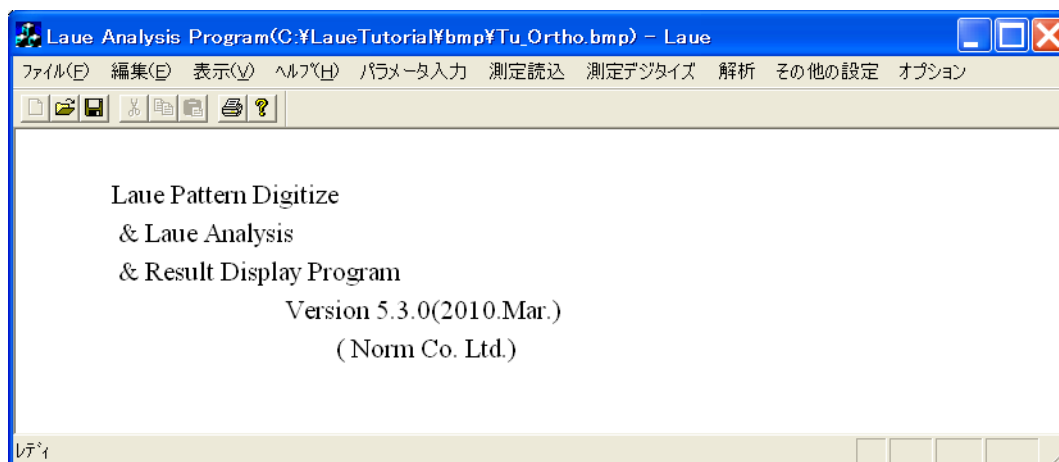 Laue Analysis Program(C:¥LaueTutorial¥bmp¥Tu_Ortho.bmp) - Laue
ファイル(F) 編集(E) 表示(V) ヘルプ(H) パラメータ入力 測定読込 測定デジタイズ 解析 その他の設定 オプション
Laue Pattern Digitize
& Laue Analysis
& Result Display Program
Version 5.3.0(2010.Mar.)
( Norm Co. Ltd.)
レディ